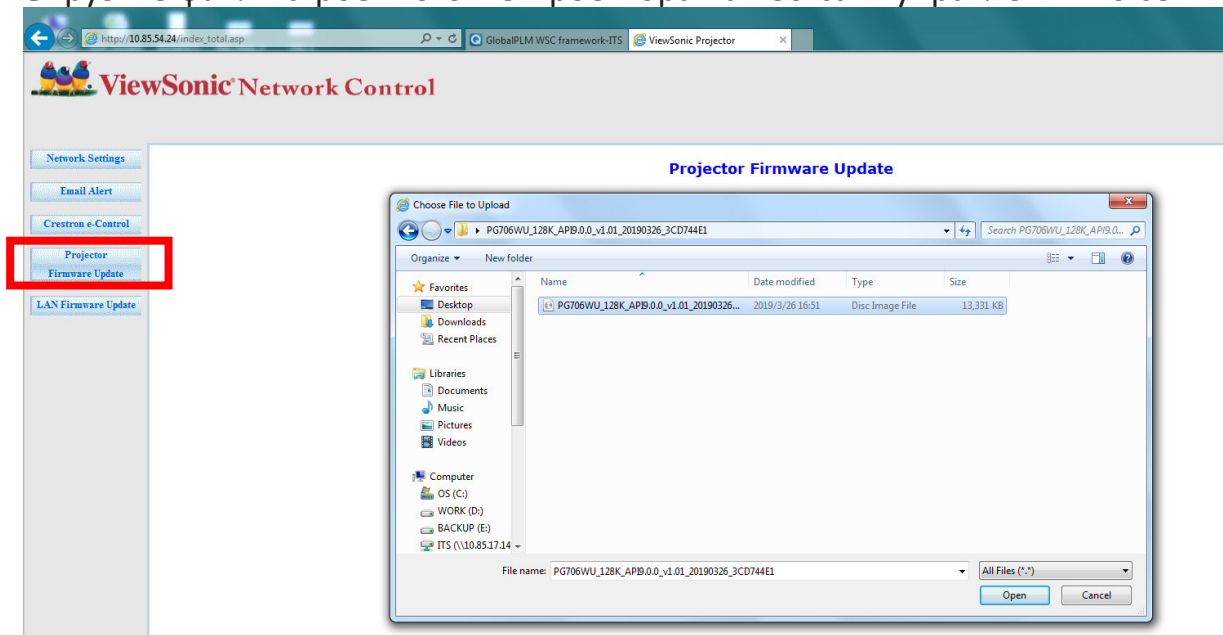 http://10.85.54.24/index_total.asp
GlobalPLM WSC framework-ITS
ViewSonic Projector
ViewSonic® Network Control
Network Settings
Email Alert
Crestron e-Control
Projector
Firmware Update
LAN Firmware Update
Projector Firmware Update
Choose File to Upload
PG706WU_128K_API9.0.0_v1.01_20190326_3CD744E1
Search PG706WU_128K_API9.0...
Organize
New folder
Name
Date modified
Type
Size
PG706WU_128K_API9.0.0_v1.01_20190326...
2019/3/26 16:51
Disc Image File
13,331 KB
Favorites
Desktop
Downloads
Recent Places
Libraries
Documents
Music
Pictures
Videos
Computer
OS (C:)
WORK (D:)
BACKUP (E:)
ITS (\\10.85.17.14
File name:
PG706WU_128K_API9.0.0_v1.01_20190326_3CD744E1
All Files (*.*)
Open
Cancel